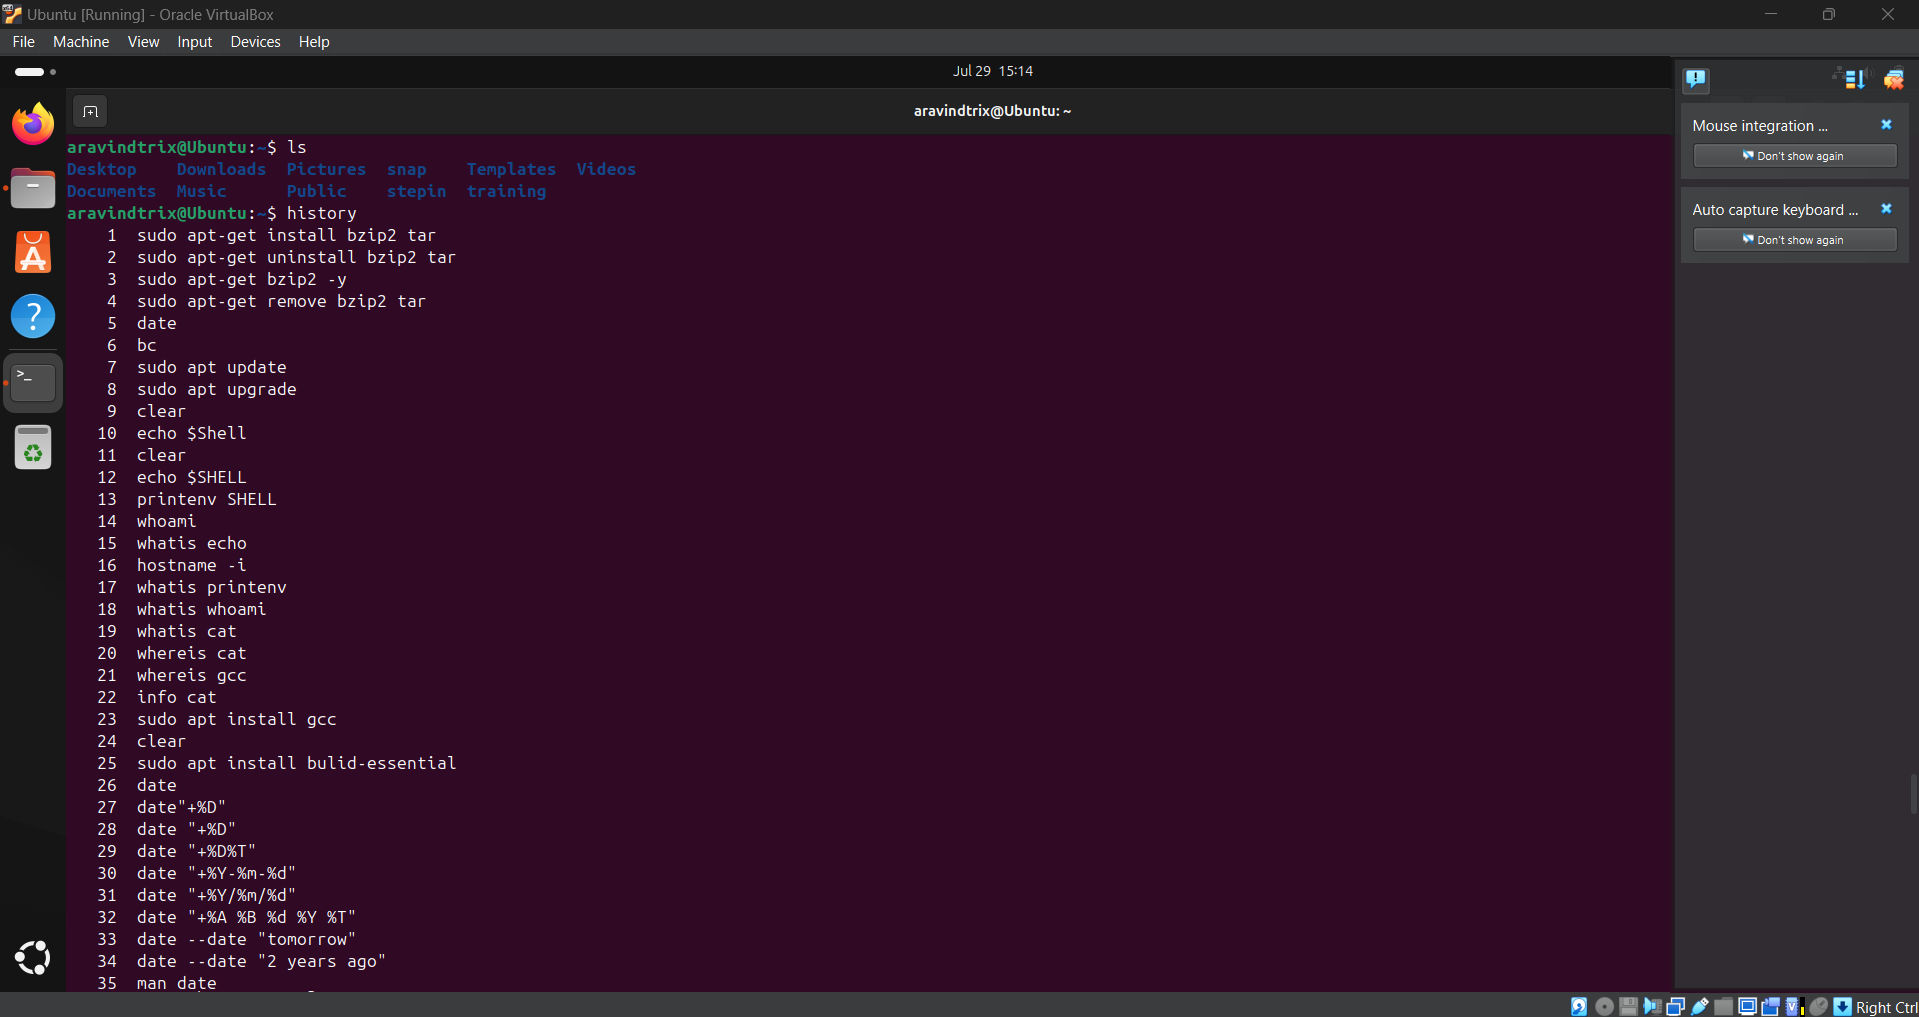 Ubuntu [Running] - Oracle VirtualBox
File Machine View Input Devices Help
Jul 29 15:14
aravindtrix@Ubuntu: ~
Mouse integration ...
Don't show again
Auto capture keyboard ...
Don't show again
aravindtrix@Ubuntu:~$ ls
Desktop Downloads Pictures snap Templates Videos
Documents Music Public stepin training
aravindtrix@Ubuntu:~$ history
1 sudo apt-get install bzip2 tar
2 sudo apt-get uninstall bzip2 tar
3 sudo apt-get bzip2 -y
4 sudo apt-get remove bzip2 tar
5 date
6 bc
7 sudo apt update
8 sudo apt upgrade
9 clear
10 echo $Shell
11 clear
12 echo $SHELL
13 printenv SHELL
14 whoami
15 whatis echo
16 hostname -i
17 whatis printenv
18 whatis whoami
19 whatis cat
20 whereis cat
21 whereis gcc
22 info cat
23 sudo apt install gcc
24 clear
25 sudo apt install bulid-essential
26 date
27 date"+%D"
28 date "+%D"
29 date "+%D%T"
30 date "+%Y-%m-%d"
31 date "+%Y/%m/%d"
32 date "+%A %B %d %Y %T"
33 date --date "tomorrow"
34 date --date "2 years ago"
35 man date
Right Ctrl